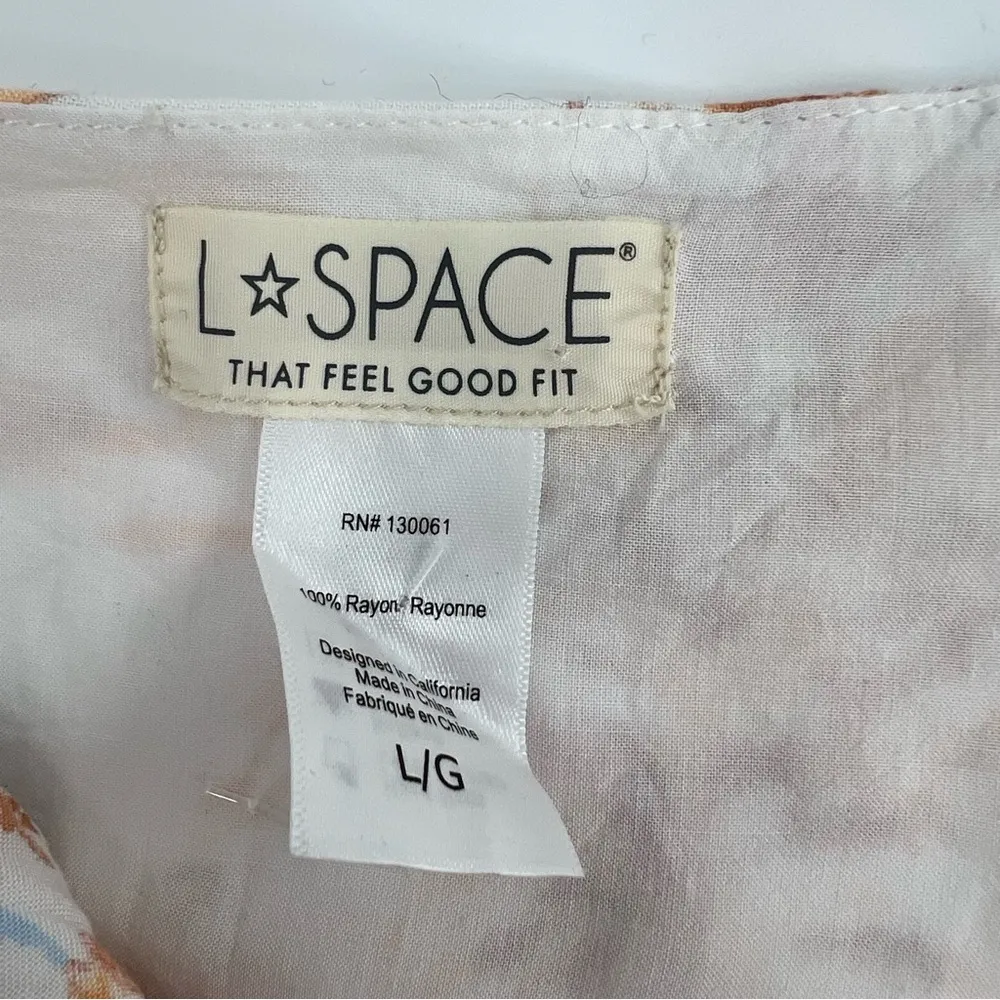 L☆SPACE®
THAT FEEL GOOD FIT
RN# 130061
100% Rayon/ Rayonne
Designed in California
Made in China
Fabriqué en Chine
L/G